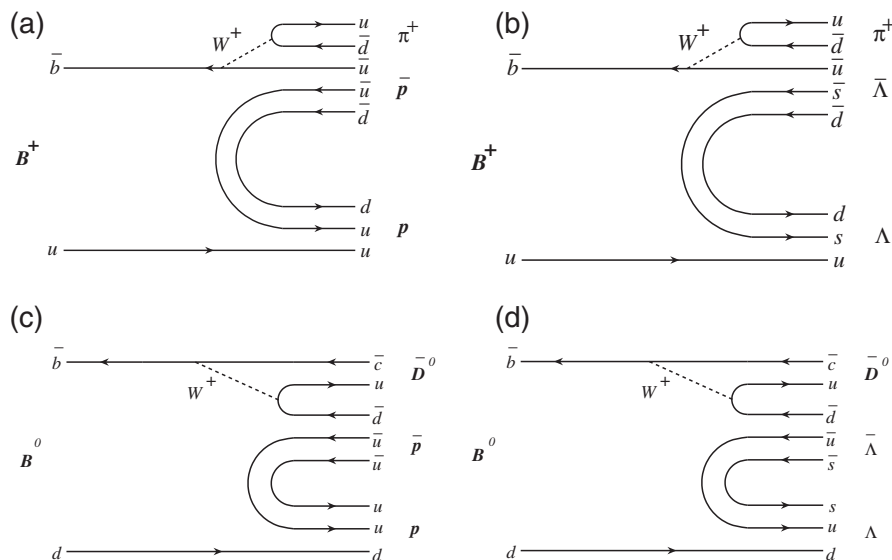 (a)
W+
u
d̄
π+
b̄
ū
ū
p̄
d̄
B+
d
u
p
u
u
(b)
W+
u
d̄
π+
b̄
ū
s̄
Λ̄
d̄
B+
d
s
Λ
u
u
(c)
b̄
c̄
D̄0
W+
u
d̄
ū
p̄
ū
B0
u
u
p
d
d
(d)
b̄
c̄
D̄0
W+
u
d̄
ū
Λ̄
s̄
B0
s
u
Λ
d
d